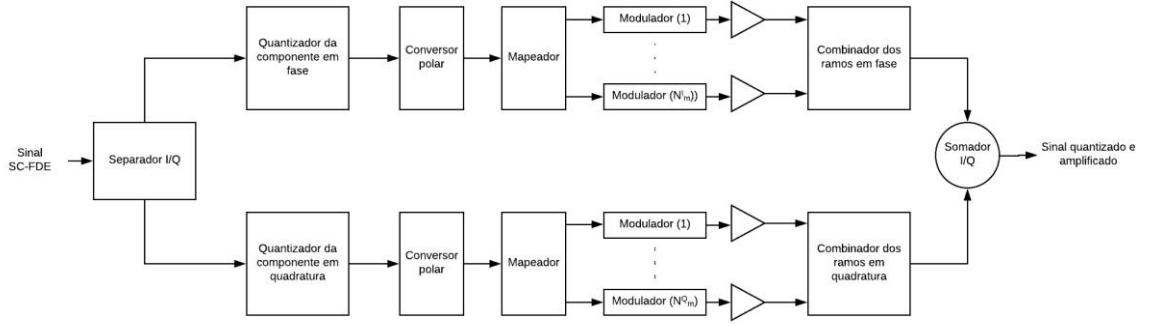 Sinal
SC-FDE
Separador I/Q
Quantizador da
componente em
fase
Conversor
polar
Mapeador
Modulador (1)
Modulador (Nᴵₘ))
Combinador dos
ramos em fase
Quantizador da
componente em
quadratura
Conversor
polar
Mapeador
Modulador (1)
Modulador (N^Qₘ)
Combinador dos
ramos em
quadratura
Somador
I/Q
Sinal quantizado e
amplificado